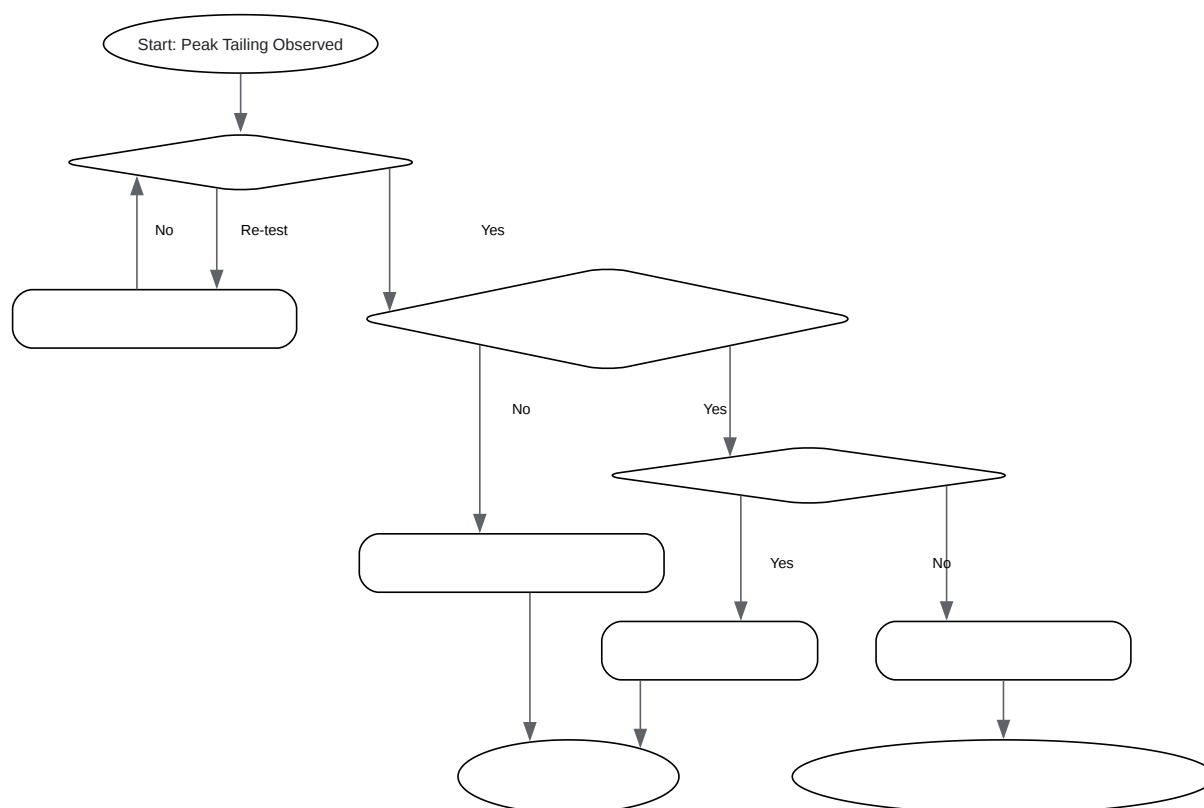 Start: Peak Tailing Observed
No
Re-test
Yes
No
Yes
Yes
No